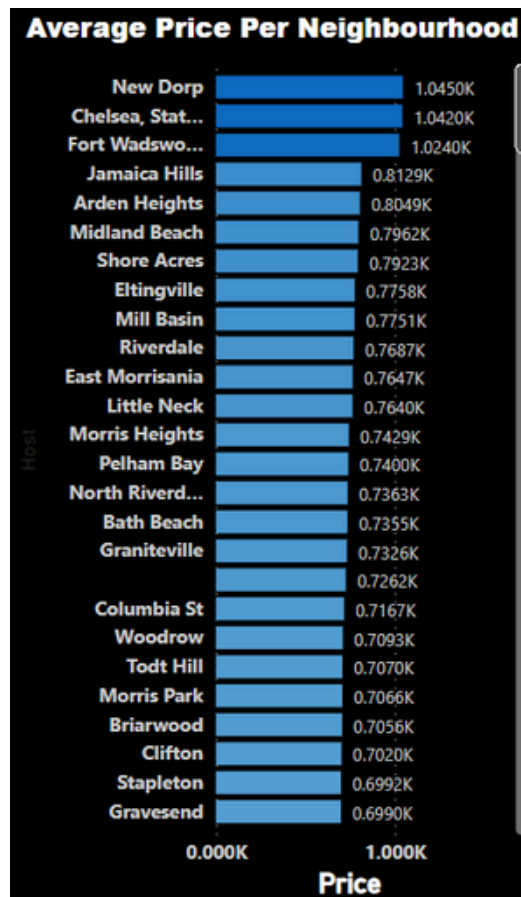 Average Price Per Neighbourhood
New Dorp 1.0450K
Chelsea, Stat... 1.0420K
Fort Wadswo... 1.0240K
Jamaica Hills 0.8129K
Arden Heights 0.8049K
Midland Beach 0.7962K
Shore Acres 0.7923K
Eltingville 0.7758K
Mill Basin 0.7751K
Riverdale 0.7687K
East Morrisania 0.7647K
Little Neck 0.7640K
Morris Heights 0.7429K
Host
Pelham Bay 0.7400K
North Riverd... 0.7363K
Bath Beach 0.7355K
Graniteville 0.7326K
0.7262K
Columbia St 0.7167K
Woodrow 0.7093K
Todt Hill 0.7070K
Morris Park 0.7066K
Briarwood 0.7056K
Clifton 0.7020K
Stapleton 0.6992K
Gravesend 0.6990K
0.000K 1.000K
Price